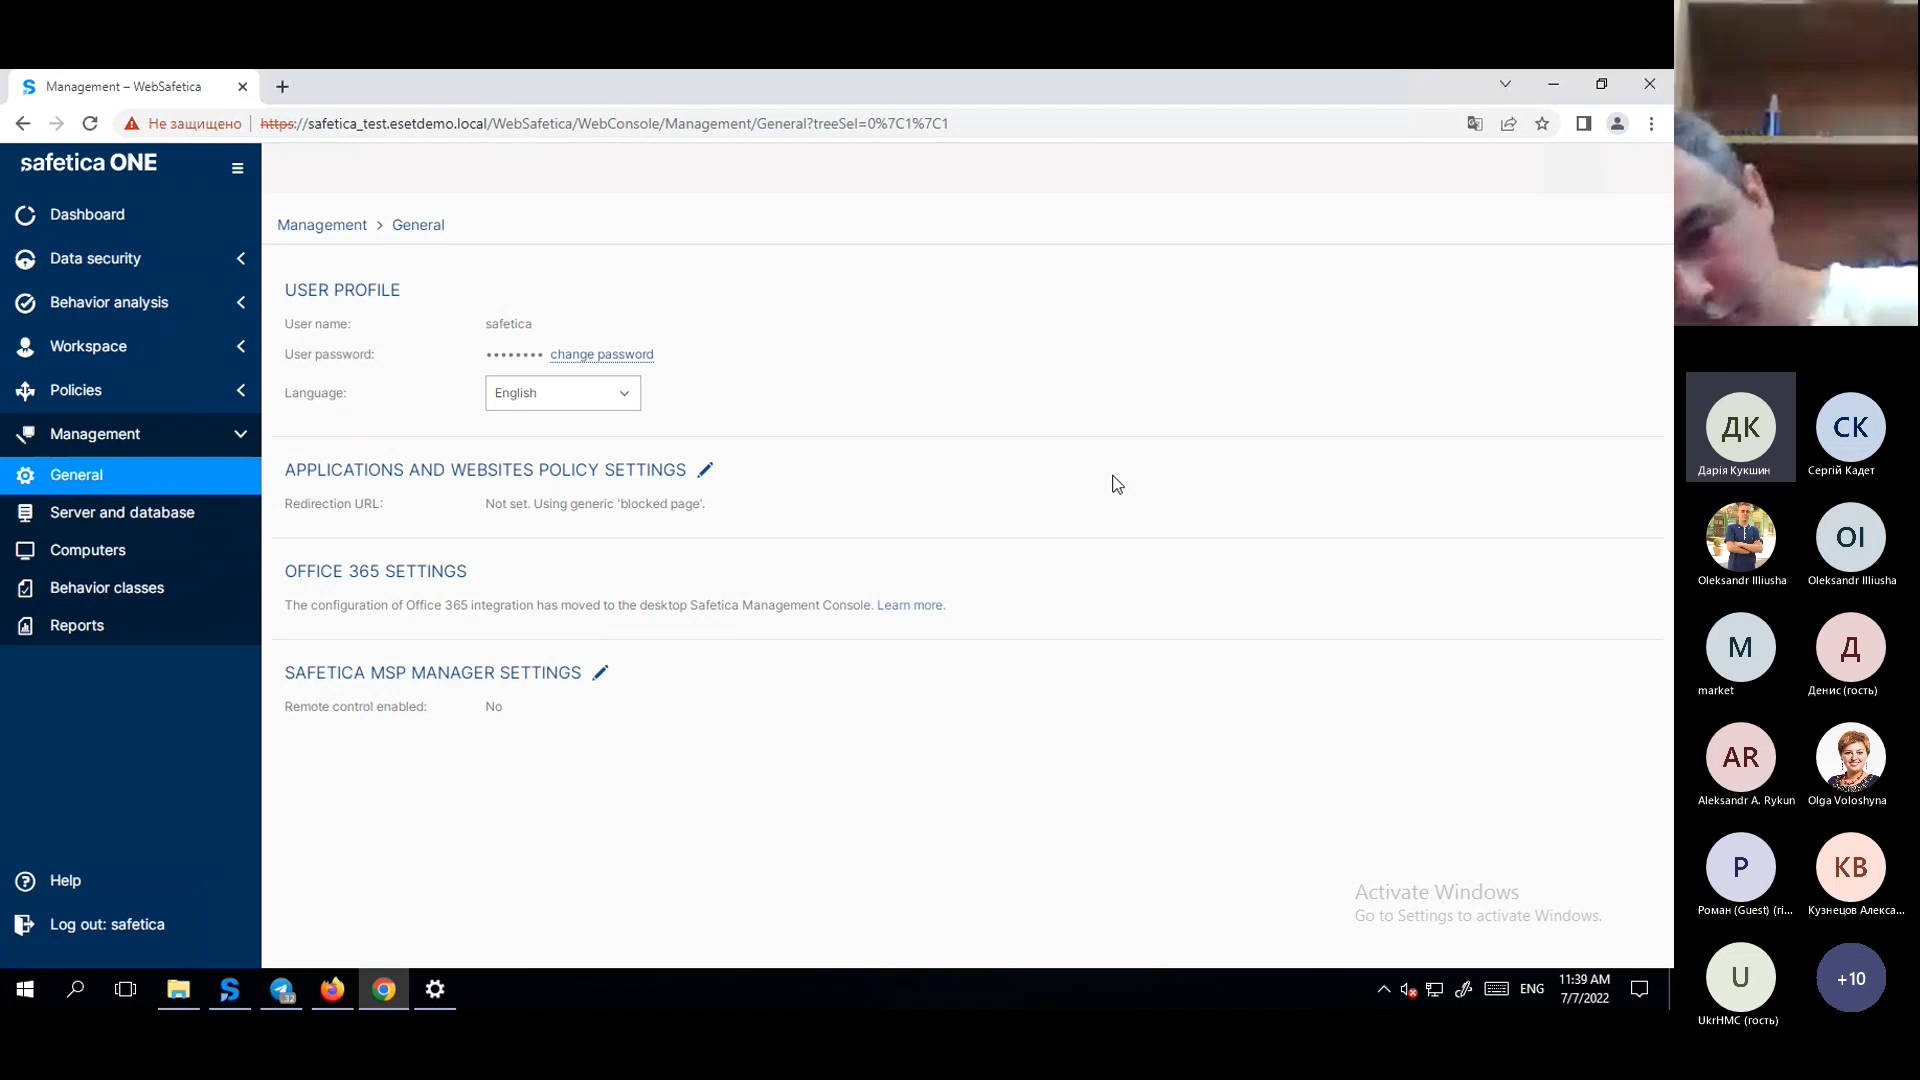 Management – WebSafetica
Не защищено
https://safetica_test.esetdemo.local/WebSafetica/WebConsole/Management/General?treeSel=0%7C1%7C1
safetica ONE
Dashboard
Data security
Behavior analysis
Workspace
Policies
Management
General
Server and database
Computers
Behavior classes
Reports
Help
Log out: safetica
Management > General
USER PROFILE
User name: safetica
User password: •••••••• change password
Language: English
APPLICATIONS AND WEBSITES POLICY SETTINGS
Redirection URL: Not set. Using generic 'blocked page'.
OFFICE 365 SETTINGS
The configuration of Office 365 integration has moved to the desktop Safetica Management Console. Learn more.
SAFETICA MSP MANAGER SETTINGS
Remote control enabled: No
Activate Windows
Go to Settings to activate Windows.
32
ENG
11:39 AM
7/7/2022
ДК
Дарія Кукшин
СК
Сергій Кадет
Oleksandr Illiusha
OI
Oleksandr Illiusha
M
market
Д
Денис (гость)
AR
Aleksandr A. Rykun
Olga Voloshyna
Р
Роман (Guest) (гі...
КВ
Кузнецов Алекса...
U
UkrHMC (гость)
+10